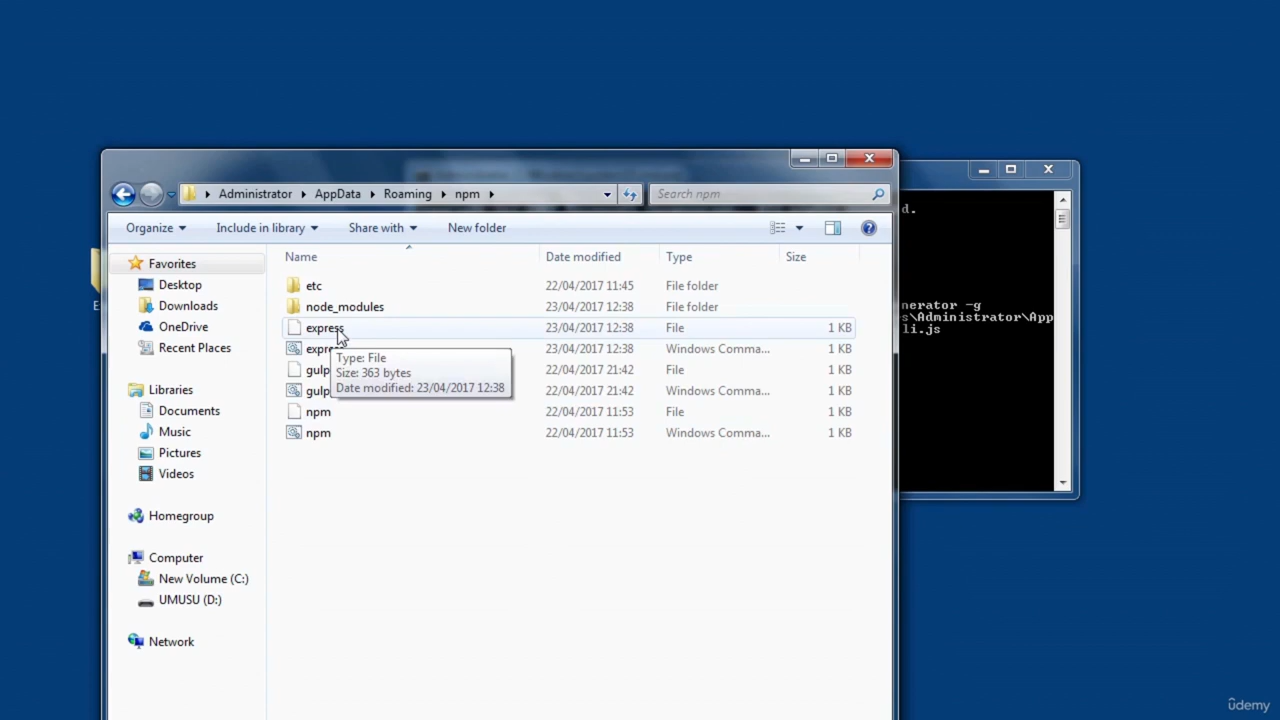 Administrator AppData Roaming npm
Search npm
Organize Include in library Share with New folder
Name Date modified Type Size
Favorites
Desktop
Downloads
OneDrive
Recent Places
Libraries
Documents
Music
Pictures
Videos
Homegroup
Computer
New Volume (C:)
UMUSU (D:)
Network
etc 22/04/2017 11:45 File folder
node_modules 23/04/2017 12:38 File folder
express 23/04/2017 12:38 File 1 KB
expre 23/04/2017 12:38 Windows Comma... 1 KB
gulp 22/04/2017 21:42 File 1 KB
gulp 22/04/2017 21:42 Windows Comma... 1 KB
npm 22/04/2017 11:53 File 1 KB
npm 22/04/2017 11:53 Windows Comma... 1 KB
Type: File
Size: 363 bytes
Date modified: 23/04/2017 12:38
d.
nerator -g
s\Administrator\App
li.js
E
ûdemy